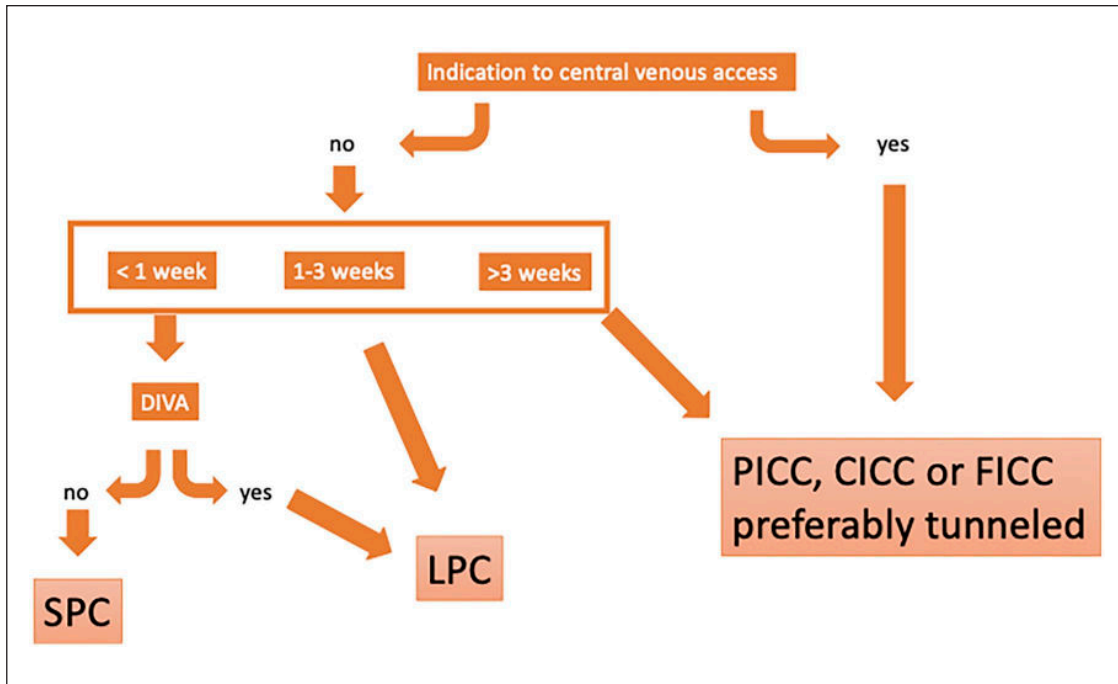 Indication to central venous access
no
yes
< 1 week
1-3 weeks
>3 weeks
DIVA
no
yes
PICC, CICC or FICC
preferably tunneled
LPC
SPC